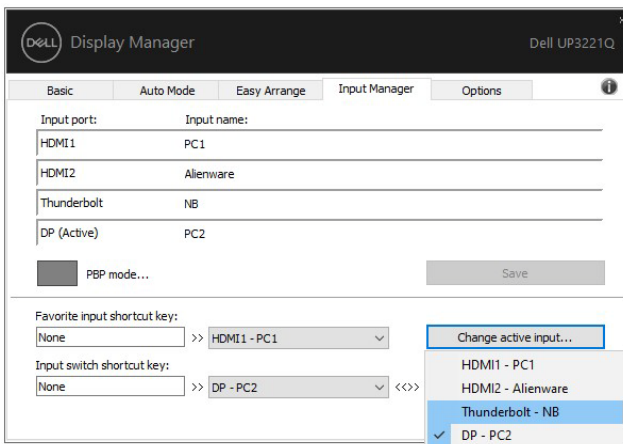 DELL Display Manager Dell UP3221Q
Basic Auto Mode Easy Arrange Input Manager Options
Input port: Input name:
HDMI1 PC1
HDMI2 Alienware
Thunderbolt NB
DP (Active) PC2
PBP mode... Save
Favorite input shortcut key:
None >> HDMI1 - PC1 Change active input...
Input switch shortcut key:
None >> DP - PC2 <<>>
HDMI1 - PC1
HDMI2 - Alienware
Thunderbolt - NB
DP - PC2